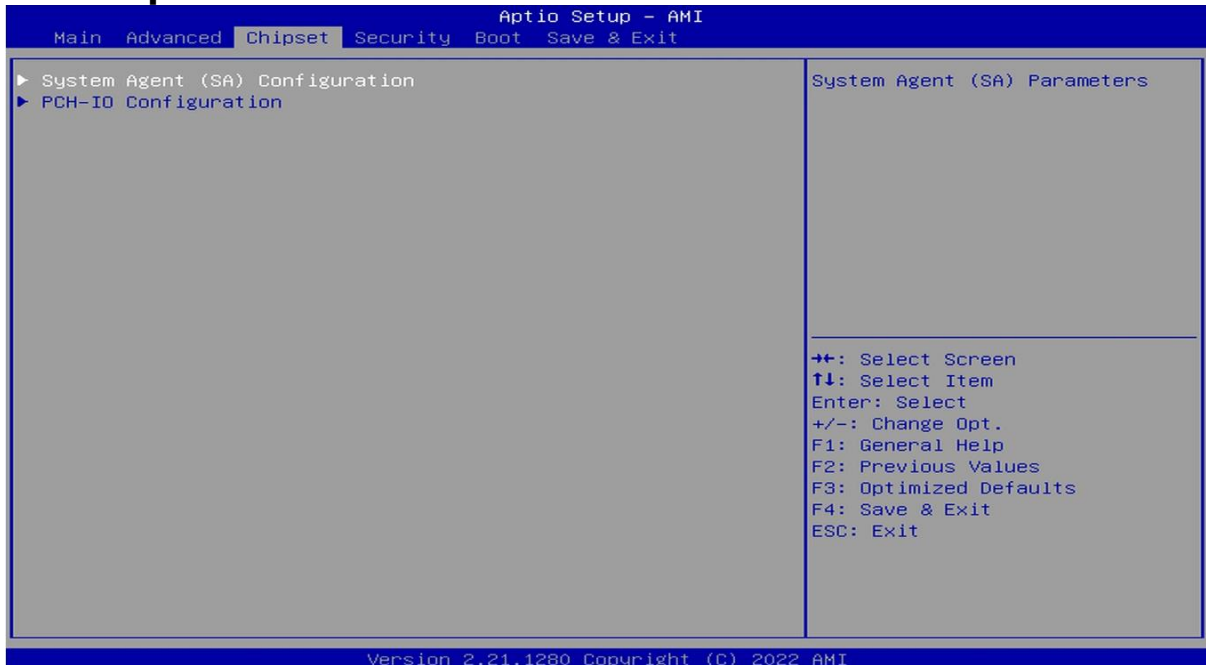 Aptio Setup – AMI
Main Advanced Chipset Security Boot Save & Exit
▶ System Agent (SA) Configuration
▶ PCH-IO Configuration
System Agent (SA) Parameters
→←: Select Screen
↑↓: Select Item
Enter: Select
+/-: Change Opt.
F1: General Help
F2: Previous Values
F3: Optimized Defaults
F4: Save & Exit
ESC: Exit
Version 2.21.1280 Copyright (C) 2022 AMI